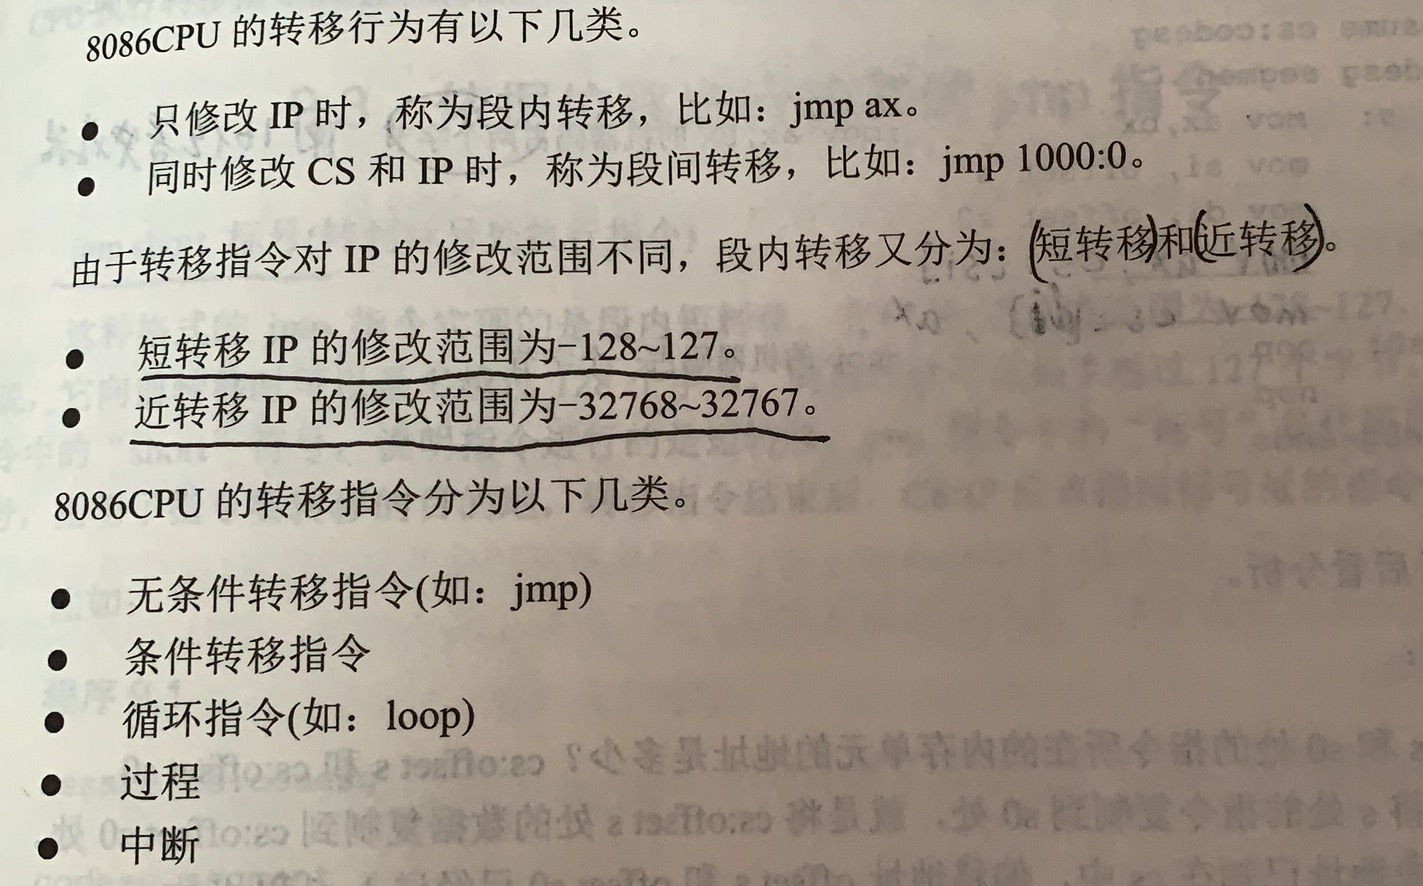 8086CPU 的转移行为有以下几类。
● 只修改 IP 时，称为段内转移，比如：jmp ax。
● 同时修改 CS 和 IP 时，称为段间转移，比如：jmp 1000:0。
由于转移指令对 IP 的修改范围不同，段内转移又分为：(短转移)和(近转移)。
● 短转移 IP 的修改范围为-128~127。
● 近转移 IP 的修改范围为-32768~32767。
8086CPU 的转移指令分为以下几类。
● 无条件转移指令(如：jmp)
● 条件转移指令
● 循环指令(如：loop)
● 过程
● 中断